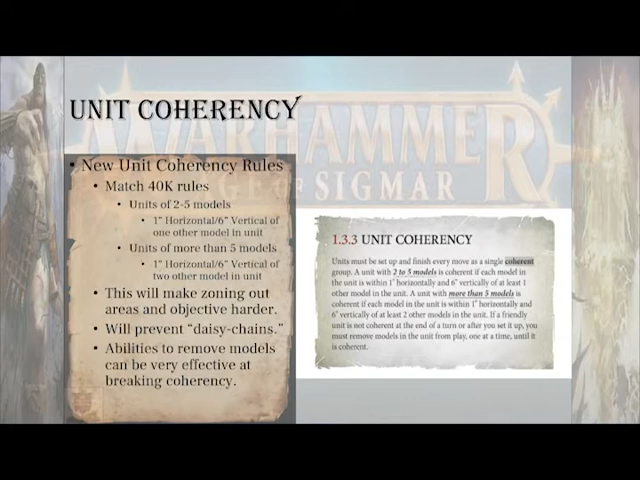 UNIT COHERENCY
WARHAMMER
AGE OF SIGMAR
• New Unit Coherency Rules
• Match 40K rules
• Units of 2-5 models
• 1" Horizontal/6" Vertical of
one other model in unit
• Units of more than 5 models
• 1" Horizontal/6" Vertical of
two other model in unit
• This will make zoning out
areas and objective harder.
• Will prevent "daisy-chains."
• Abilities to remove models
can be very effective at
breaking coherency.
1.3.3 UNIT COHERENCY
Units must be set up and finish every move as a single coherent
group. A unit with 2 to 5 models is coherent if each model in
the unit is within 1" horizontally and 6" vertically of at least 1
other model in the unit. A unit with more than 5 models is
coherent if each model in the unit is within 1" horizontally and
6" vertically of at least 2 other models in the unit. If a friendly
unit is not coherent at the end of a turn or after you set it up, you
must remove models in the unit from play, one at a time, until it
is coherent.